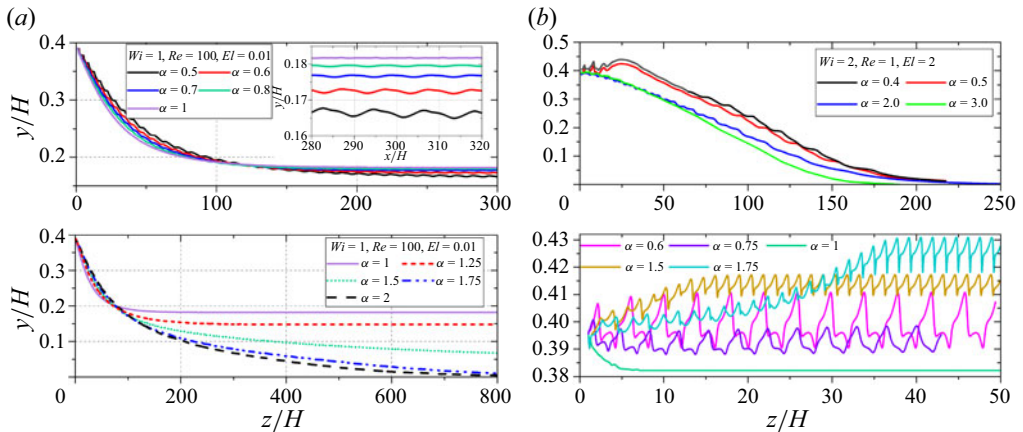 (a)
(b)
0.4
0.3
0.2
y/H
Wi = 1, Re = 100, El = 0.01
α = 0.5 α = 0.6
α = 0.7 α = 0.8
α = 1
0.18
0.17
0.16
y/H
280 290 300 310 320
x/H
0 100 200 300
0.5
0.4
0.3
0.2
0.1
0
y/H
Wi = 2, Re = 1, El = 2
α = 0.4 α = 0.5
α = 2.0 α = 3.0
50 100 150 200 250
0.4
0.3
0.2
0.1
y/H
Wi = 1, Re = 100, El = 0.01
α = 1 α = 1.25
α = 1.5 α = 1.75
α = 2
0 200 400 600 800
z/H
0.43
0.42
0.41
0.40
0.39
0.38
α = 0.6 α = 0.75 α = 1
α = 1.5 α = 1.75
0 10 20 30 40 50
z/H